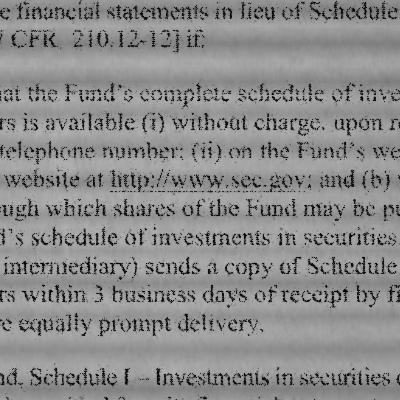 e financial statements in lieu of Schedule
CFR 210.12-12] if:
at the Fund's complete schedule of inve
rs is available (i) without charge, upon r
telephone number; (ii) on the Fund's we
website at http://www.sec.gov; and (b)
ough which shares of the Fund may be pu
d's schedule of investments in securities
intermediary) sends a copy of Schedule
rs within 3 business days of receipt by fi
re equally prompt delivery.
nd, Schedule I – Investments in securities